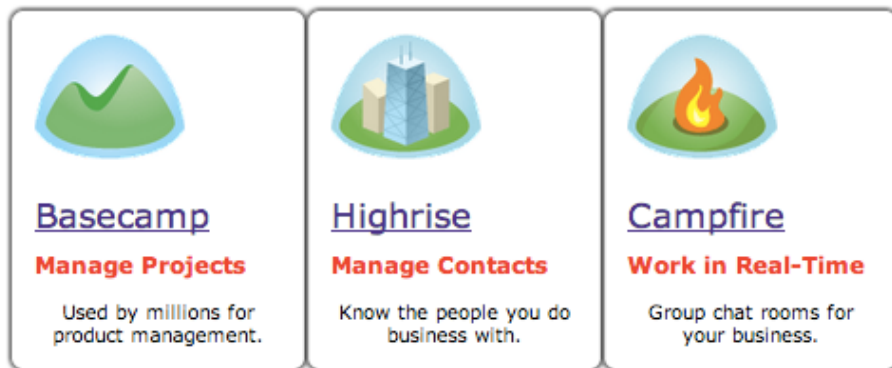 Basecamp
Manage Projects
Used by millions for
product management.
Highrise
Manage Contacts
Know the people you do
business with.
Campfire
Work in Real-Time
Group chat rooms for
your business.